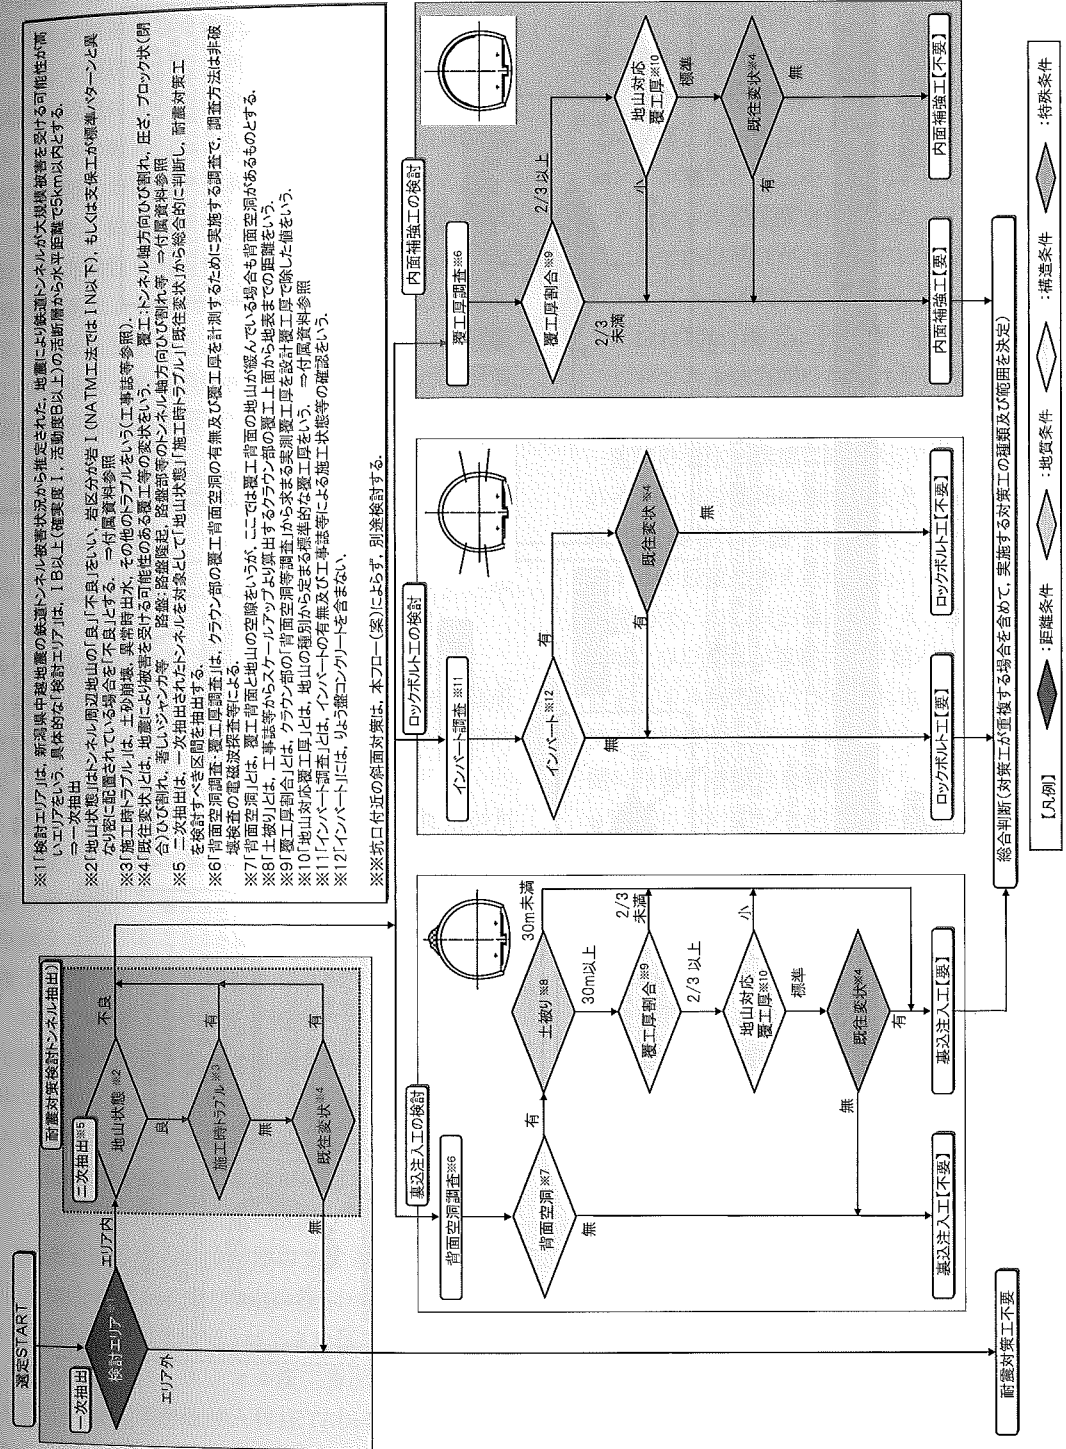 選定START
一次抽出
検討エリア※1
エリア内
エリア外
耐震対策検討トンネル抽出
二次抽出※5
地山状態※2
不良
良
施工時トラブル※3
有
無
既往変状※4
有
無
耐震対策工不要
※1「検討エリア」は、新潟県中越地震の鉄道トンネル被害状況から推定された、地震により鉄道トンネルが大規模被害を受ける可能性が高
いエリアをいう。具体的な「検討エリア」は、ⅠB以上(確実度Ⅰ、活動度B以上)の活断層から水平距離で5km以内とする。
⇒一次抽出
※2「地山状態」はトンネル周辺地山の「良」「不良」をいい、岩区分が岩Ⅰ(NATM工法ではⅠN以下)、もしくは支保工が標準パターンと異
なり密に配置されている場合を「不良」とする。 ⇒付属資料参照
※3「施工時トラブル」は、土砂崩壊、異常時出水、その他のトラブルをいう(工事誌等参照)。
※4「既往変状」とは、地震により被害を受ける可能性のある覆工等の変状をいう。 覆工:トンネル軸方向ひび割れ、圧ざ、ブロック状(閉
合)ひび割れ、著しいジャンカ等 路盤:路盤隆起、路盤部等のトンネル軸方向ひび割れ等 ⇒付属資料参照
※5 二次抽出は、一次抽出されたトンネルを対象として「地山状態」「施工時トラブル」「既往変状」から総合的に判断し、耐震対策工
を検討すべき区間を抽出する。
※6「背面空洞調査・覆工厚調査」は、クラウン部の覆工背面空洞の有無及び覆工厚を計測するために実施する調査で、調査方法は非破
壊検査の電磁波探査等による。
※7「背面空洞」とは、覆工背面と地山の空隙をいうが、ここでは覆工背面の地山が緩んでいる場合も背面空洞があるものとする。
※8「土被り」とは、工事誌等からスケールアップより算出するクラウン部の覆工上面から地表までの距離をいう。
※9「覆工厚割合」とは、クラウン部の「背面空洞等調査」から求まる実測覆工厚を設計覆工厚で除した値をいう。
※10「地山対応覆工厚」とは、地山の種別から定まる標準的な覆工厚をいう。 ⇒付属資料参照
※11「インバート調査」とは、インバートの有無及び工事誌等による施工状態等の確認をいう。
※12「インバート」には、りょう盤コンクリートを含まない。
※※坑口付近の斜面対策は、本フロー(案)によらず、別途検討する。
裏込注入工の検討
背面空洞調査※6
背面空洞※7
有
無
土被り※8
30m未満
30m以上
覆工厚割合※9
2/3
未満
2/3 以上
地山対応
覆工厚※10
小
標準
既往変状※4
無
有
裏込注入工【不要】
裏込注入工【要】
ロックボルト工の検討
インバート調査※11
インバート※12
有
無
既往変状※4
有
無
ロックボルト工【要】
ロックボルト工【不要】
内面補強工の検討
覆工厚調査※6
覆工厚割合※9
2/3 以上
2/3
未満
地山対応
覆工厚※10
小
標準
既往変状※4
有
無
内面補強工【要】
内面補強工【不要】
総合判断(対策工が重複する場合を含めて、実施する対策工の種類及び範囲を決定)
【凡例】
:距離条件
:地質条件
:構造条件
:特殊条件